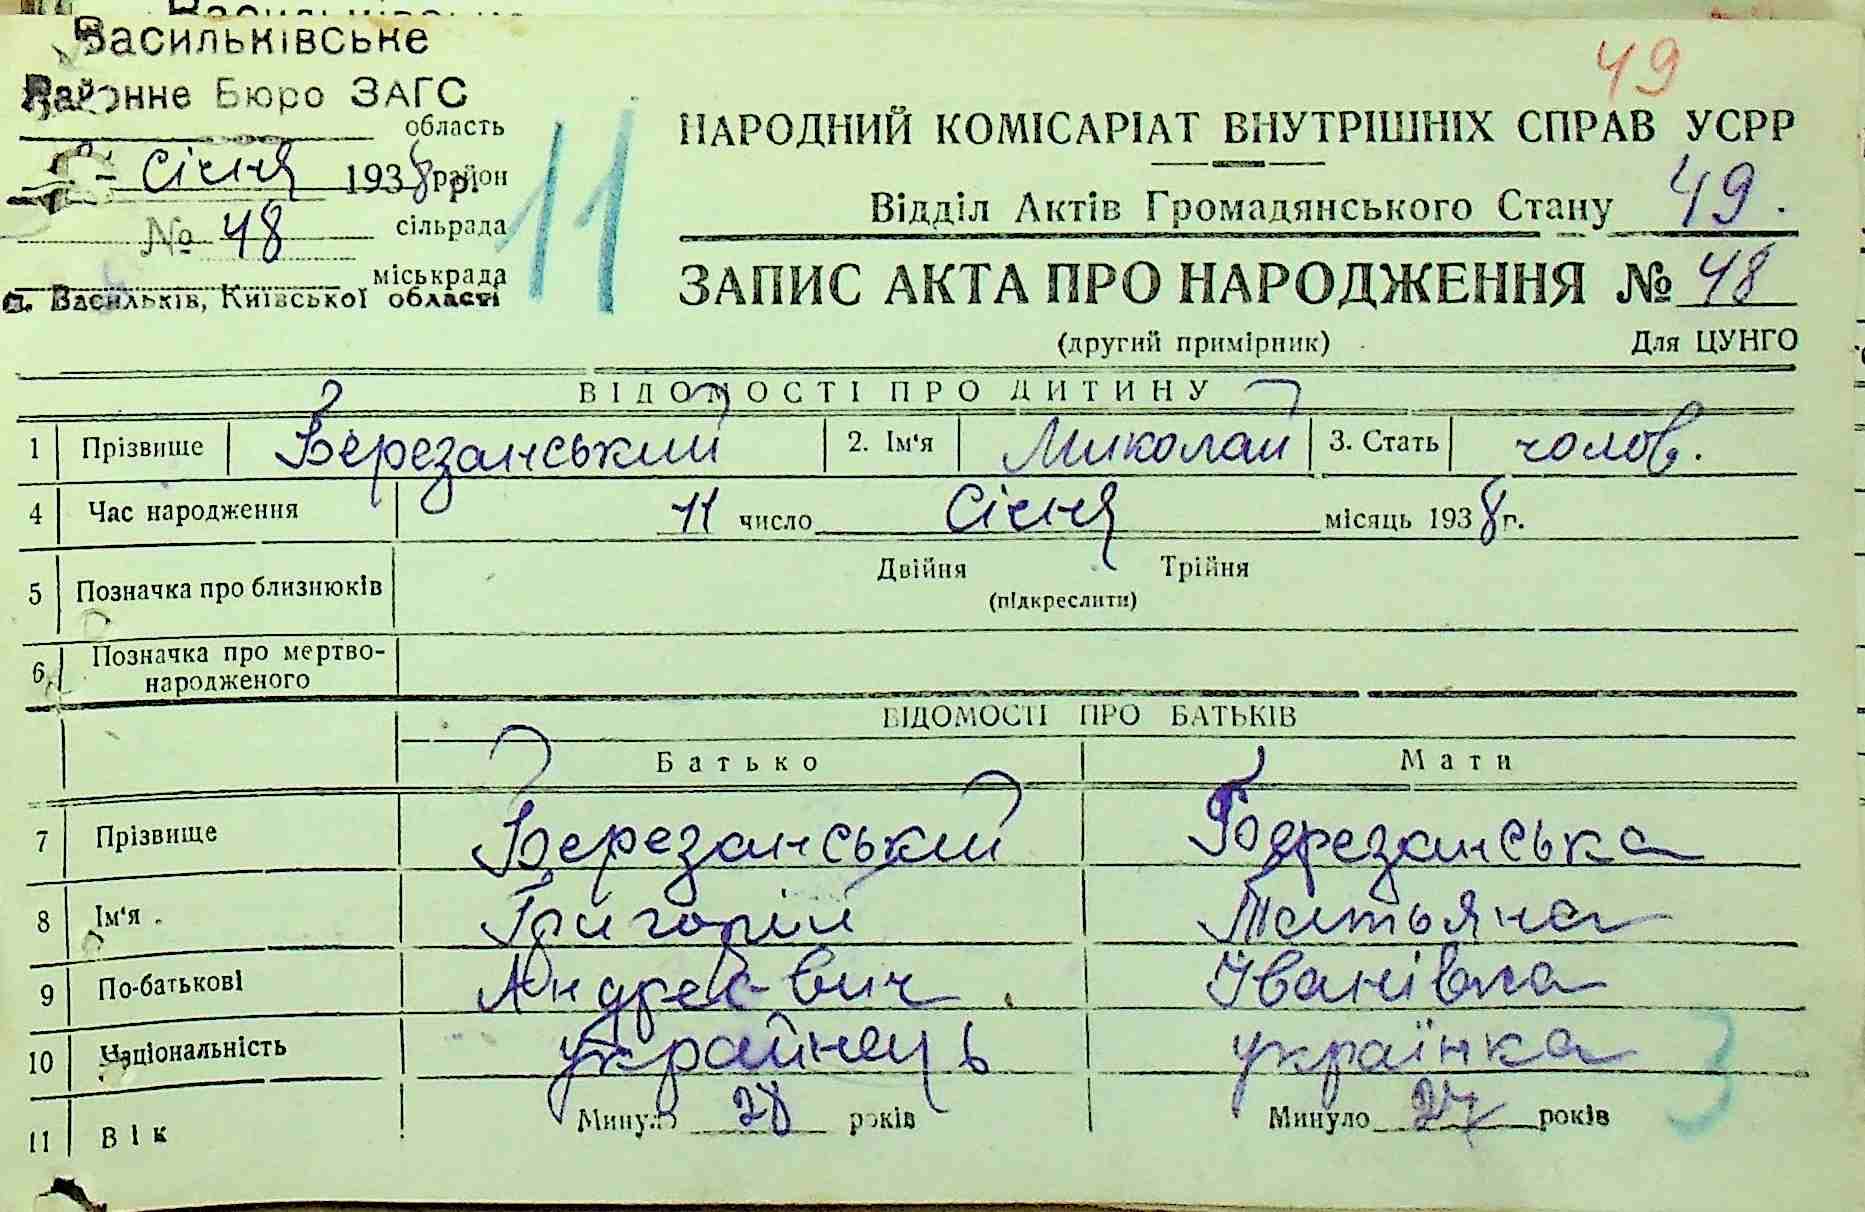 Васильківське
Районне Бюро ЗАГС
область
січня 1938 р. район
№ 48 сільрада
міськрада
м. Васильків, Київської області
11
49
НАРОДНИЙ КОМІСАРІАТ ВНУТРІШНІХ СПРАВ УСРР
Відділ Актів Громадянського Стану 49.
ЗАПИС АКТА ПРО НАРОДЖЕННЯ № 48
(другий примірник) Для ЦУНГО
ВІДОМОСТІ ПРО ДИТИНУ
1 Прізвище Березанський 2. Ім'я Миколай 3. Стать чолов.
4 Час народження 11 число Січня місяць 1938 г.
5 Позначка про близнюків Двійня Трійня
(підкреслити)
6 Позначка про мертво-
народженого
ВІДОМОСТІ ПРО БАТЬКІВ
Батько Мати
7 Прізвище Березанський Березанська
8 Ім'я Григорій Татьяна
9 По-батькові Андреєвич Іванівна
10 Національність українець українка
11 Вік Минуло 28 років Минуло 27 років
3